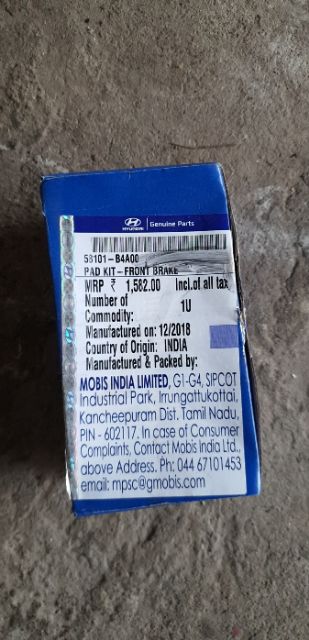 HYUNDAI | Genuine Parts
58101-B4A00
PAD KIT-FRONT BRAKE
MRP ₹ 1,582.00 Incl.of all tax
Number of
Commodity: 1U
Manufactured on: 12/2018
Country of Origin: INDIA
Manufactured & Packed by:
MOBIS INDIA LIMITED, G1-G4, SIPCOT
Industrial Park, Irrungattukottai,
Kancheepuram Dist. Tamil Nadu,
PIN - 602117. In case of Consumer
Complaints, Contact Mobis India Ltd.,
above Address. Ph: 044 67101453
email: mpsc@gmobis.com